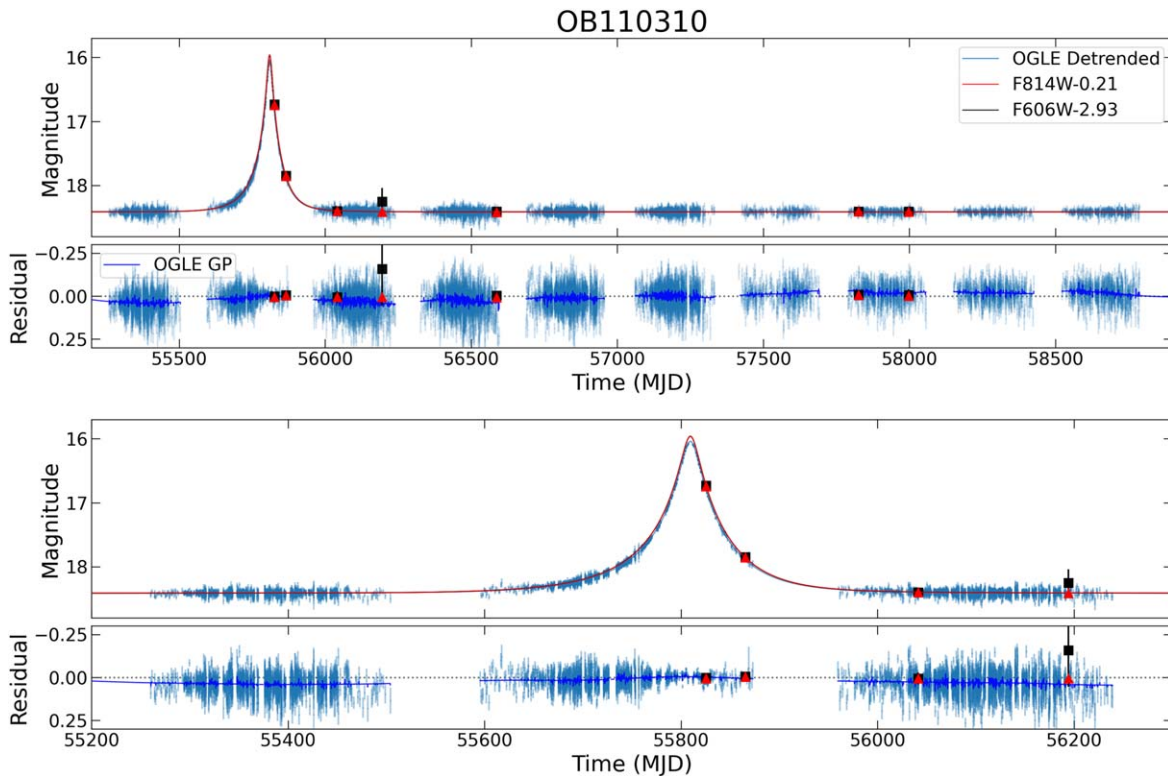 OB110310
16
17
18
Magnitude
OGLE Detrended
F814W-0.21
F606W-2.93
−0.25
0.00
0.25
Residual
OGLE GP
55500 56000 56500 57000 57500 58000 58500
Time (MJD)
16
17
18
Magnitude
−0.25
0.00
0.25
Residual
55200 55400 55600 55800 56000 56200
Time (MJD)